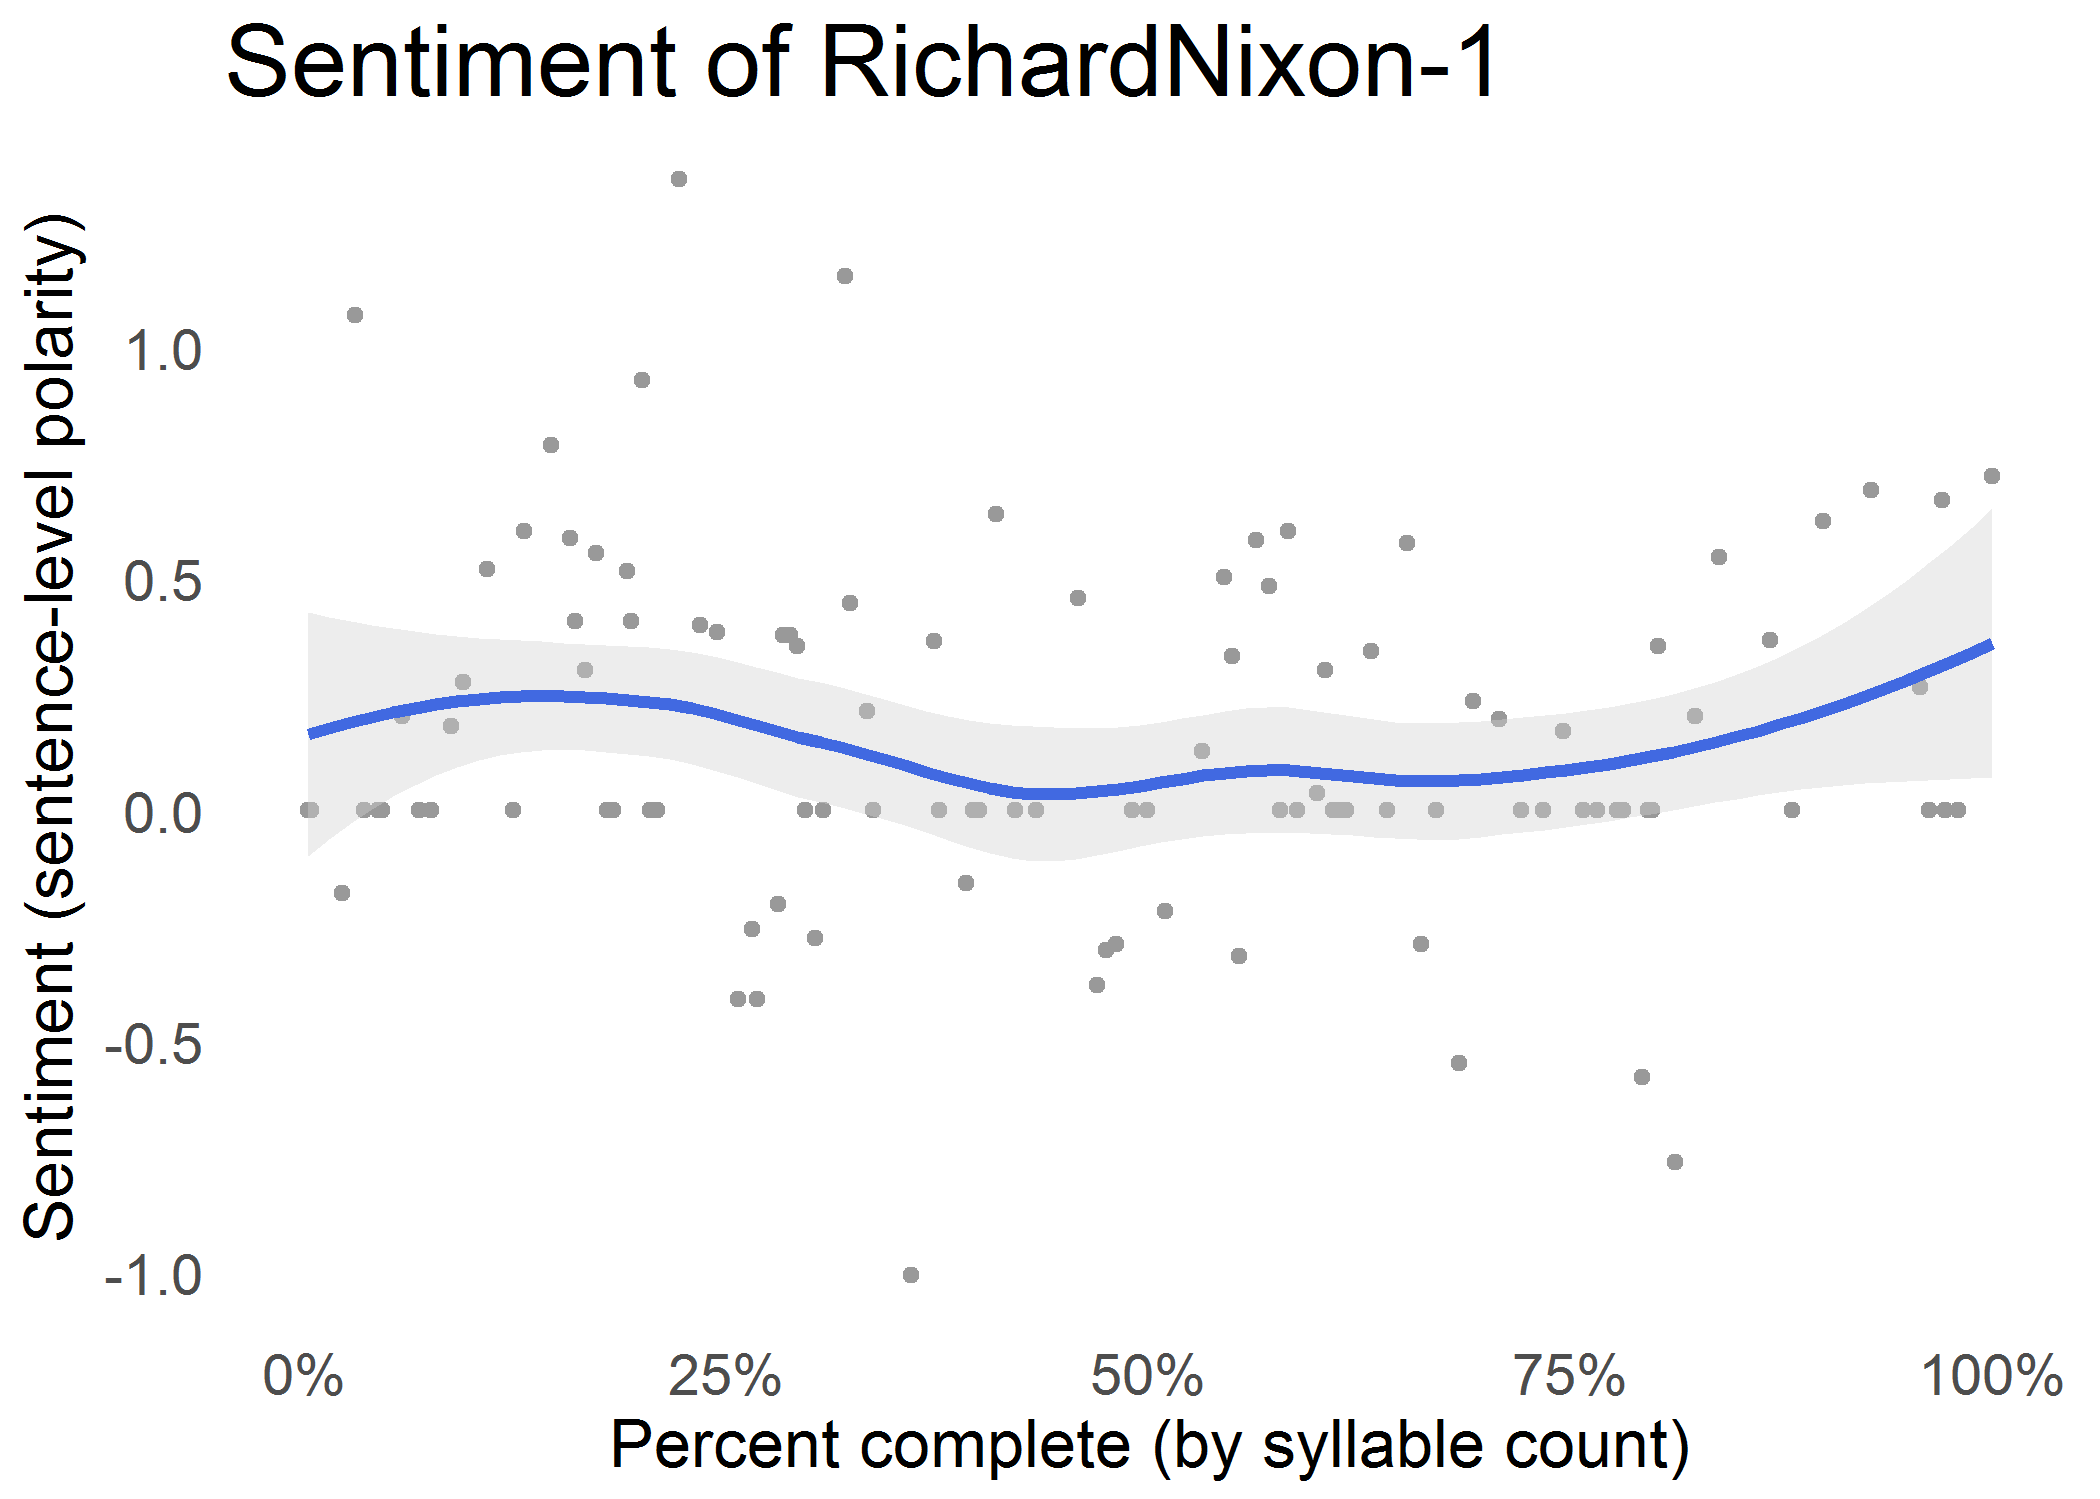 Sentiment of RichardNixon-1
Sentiment (sentence-level polarity)
1.0
0.5
0.0
-0.5
-1.0
0% 25% 50% 75% 100%
Percent complete (by syllable count)